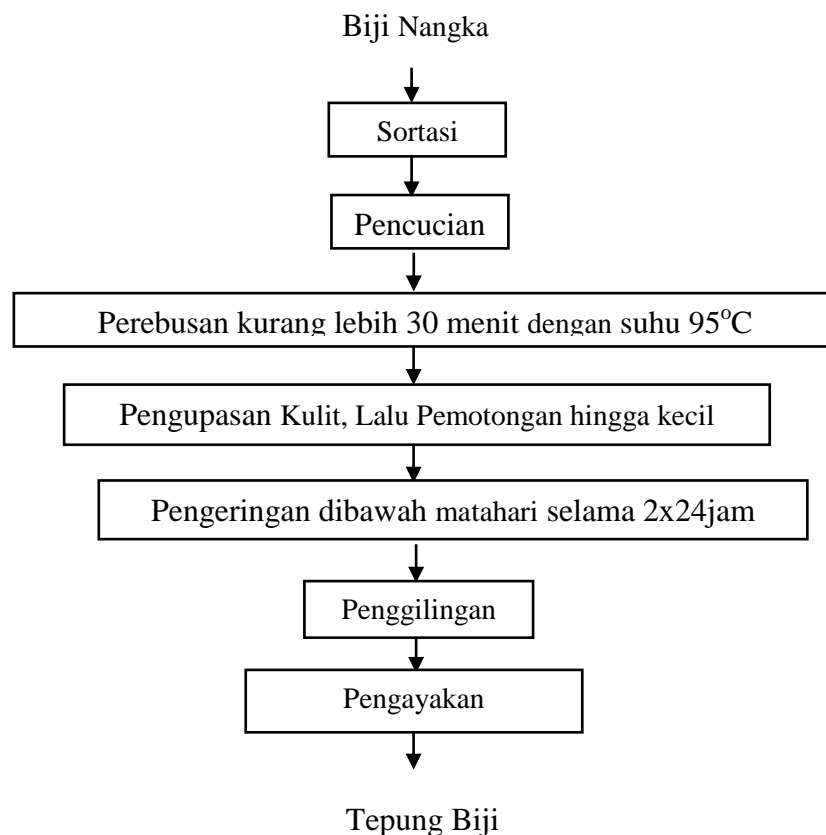 Biji Nangka
Sortasi
Pencucian
Perebusan kurang lebih 30 menit dengan suhu 95°C
Pengupasan Kulit, Lalu Pemotongan hingga kecil
Pengeringan dibawah matahari selama 2x24jam
Penggilingan
Pengayakan
Tepung Biji